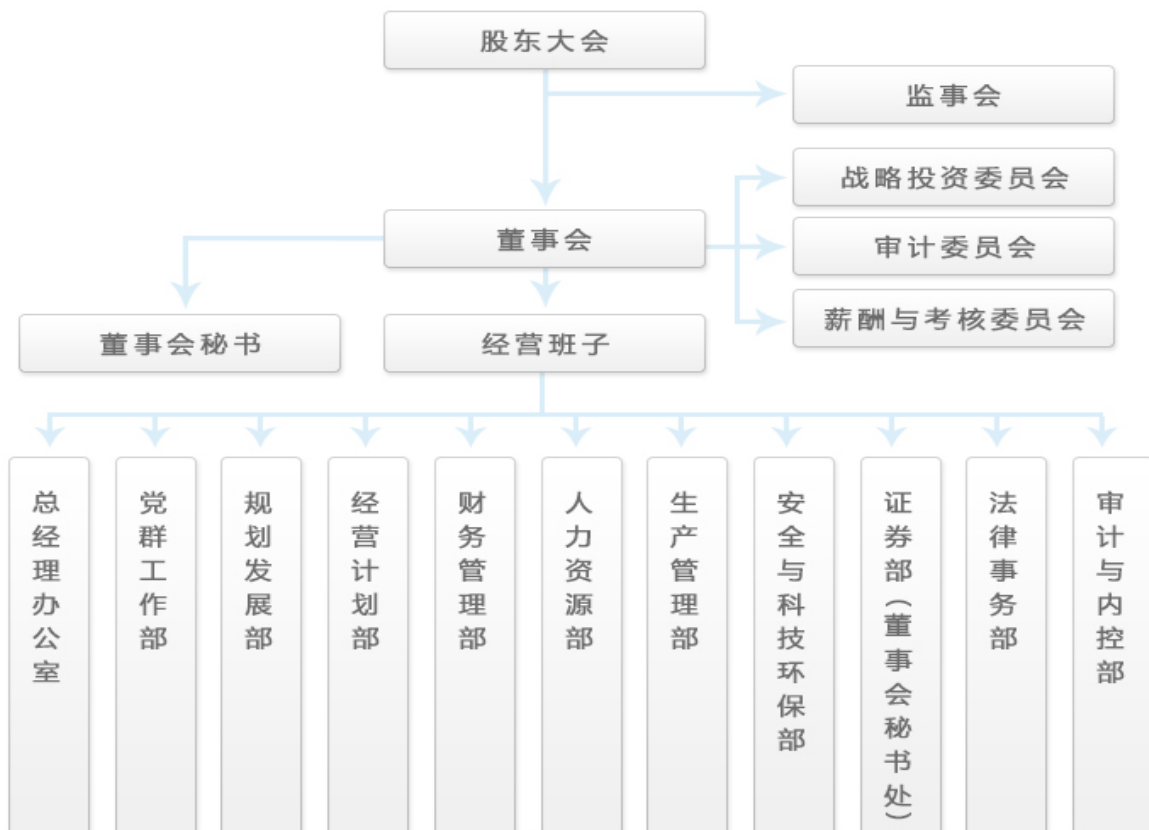 股东大会
监事会
战略投资委员会
董事会
审计委员会
薪酬与考核委员会
董事会秘书
经营班子
总经理办公室
党群工作部
规划发展部
经营计划部
财务管理部
人力资源部
生产管理部
安全与科技环保部
证券部(董事会秘书处)
法律事务部
审计与内控部